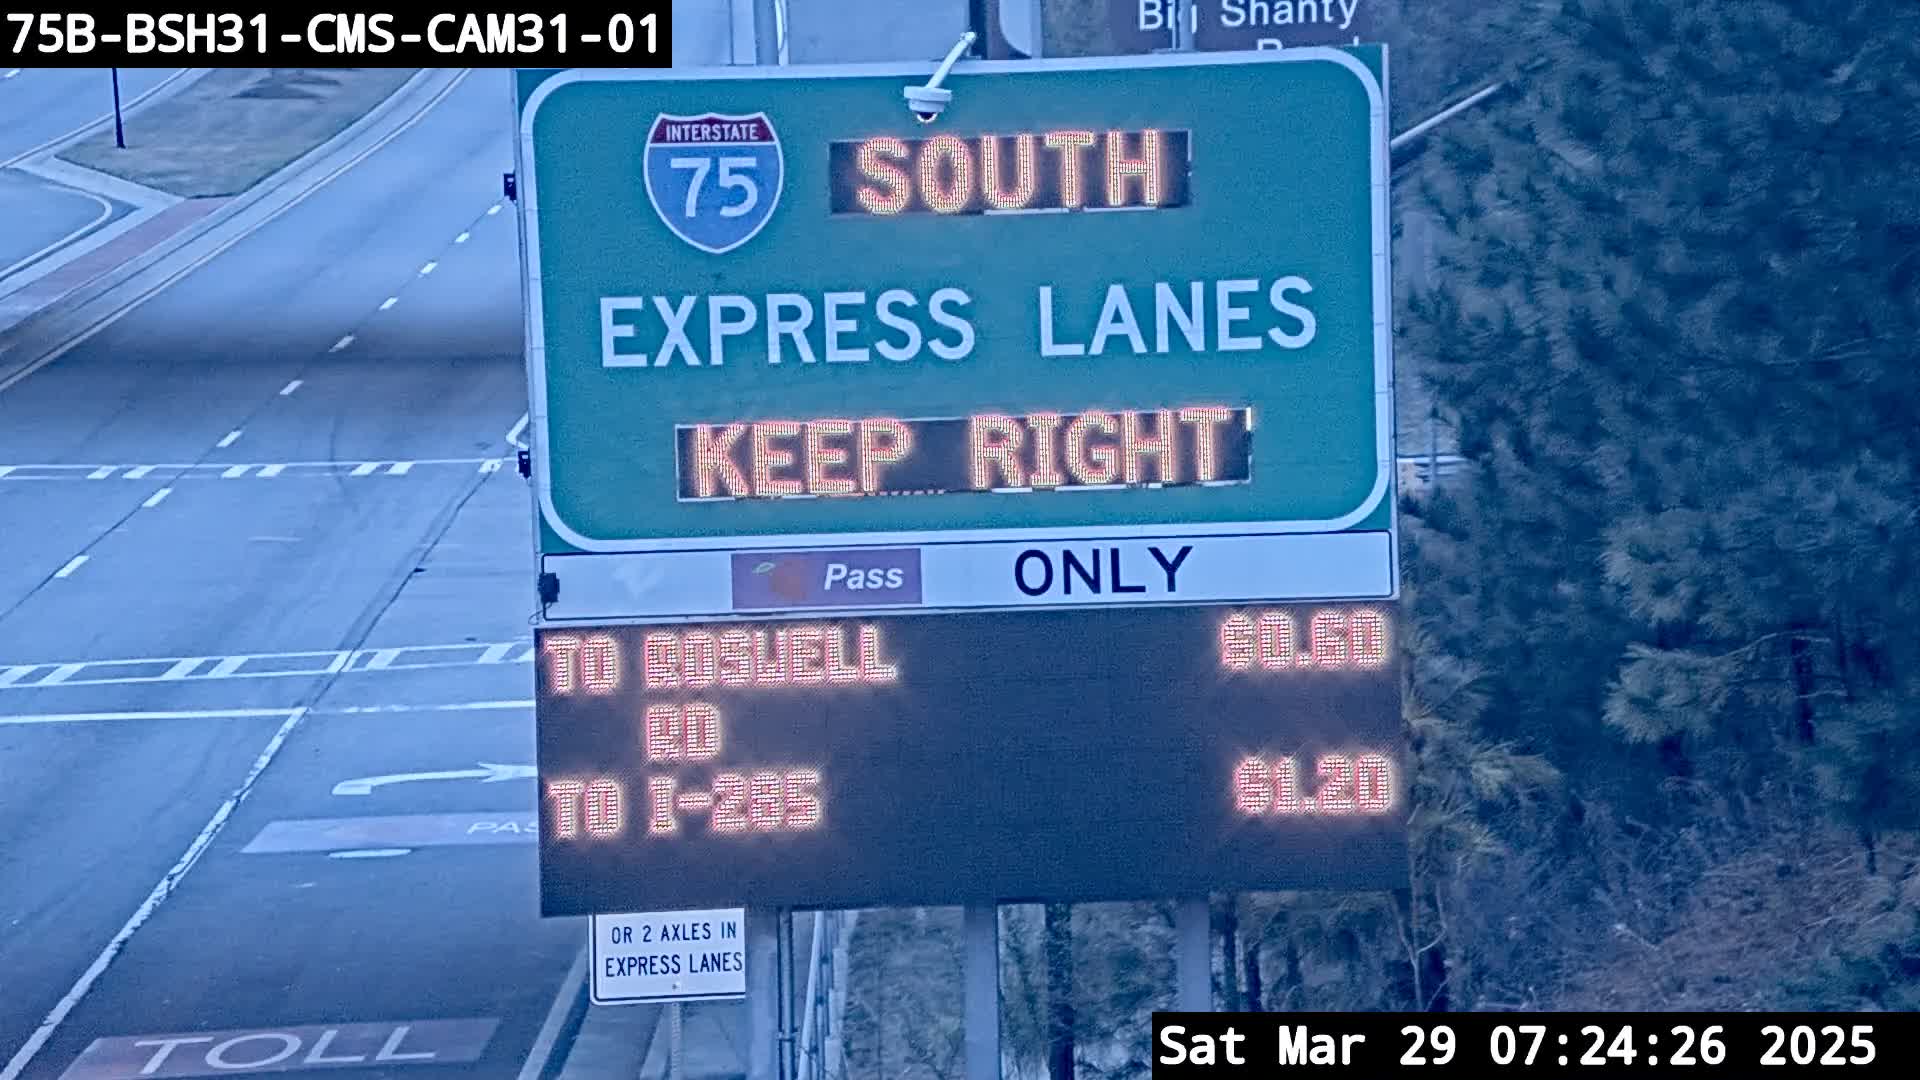 75B-BSH31-CMS-CAM31-01
Big Shanty
INTERSTATE
75
SOUTH
EXPRESS LANES
KEEP RIGHT
Pass ONLY
TO ROSWELL $0.60
RD
TO I-285 $1.20
OR 2 AXLES IN
EXPRESS LANES
TOLL
Sat Mar 29 07:24:26 2025